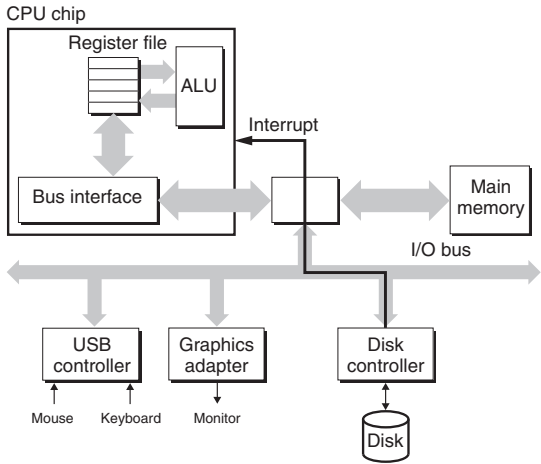 CPU chip
Register file
ALU
Interrupt
Bus interface
Main
memory
I/O bus
USB
controller
Graphics
adapter
Disk
controller
Mouse
Keyboard
Monitor
Disk